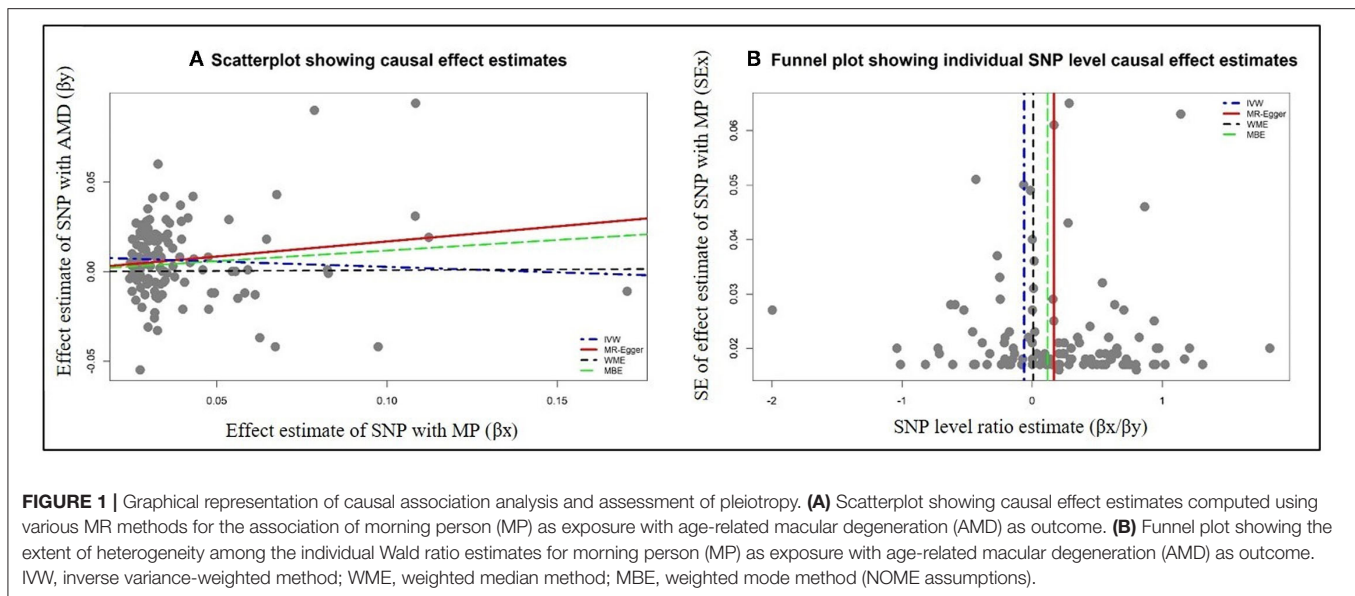 A Scatterplot showing causal effect estimates
Effect estimate of SNP with AMD (βy)
0.05
0.00
-0.05
IVW
MR-Egger
WME
MBE
0.05 0.10 0.15
Effect estimate of SNP with MP (βx)
B Funnel plot showing individual SNP level causal effect estimates
SE of effect estimate of SNP with MP (SEx)
0.06
0.05
0.04
0.03
0.02
IVW
MR-Egger
WME
MBE
-2 -1 0 1
SNP level ratio estimate (βx/βy)
FIGURE 1 | Graphical representation of causal association analysis and assessment of pleiotropy. (A) Scatterplot showing causal effect estimates computed using
various MR methods for the association of morning person (MP) as exposure with age-related macular degeneration (AMD) as outcome. (B) Funnel plot showing the
extent of heterogeneity among the individual Wald ratio estimates for morning person (MP) as exposure with age-related macular degeneration (AMD) as outcome.
IVW, inverse variance-weighted method; WME, weighted median method; MBE, weighted mode method (NOME assumptions).